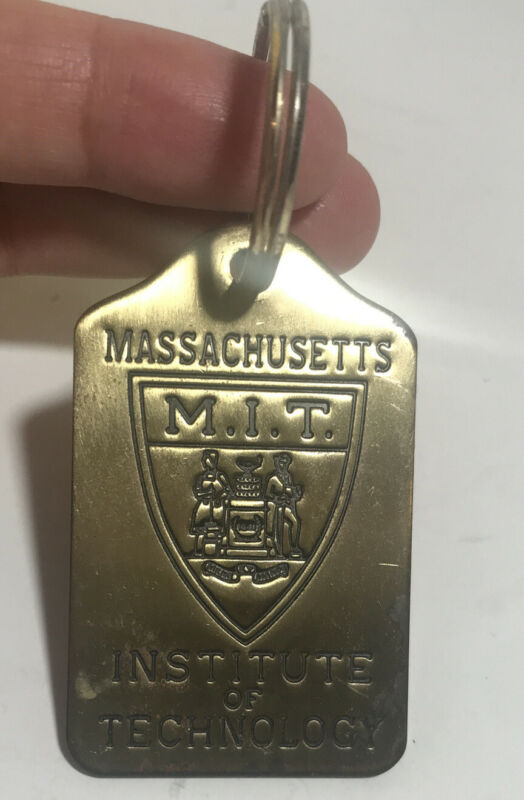 MASSACHUSETTS
M.I.T.
INSTITUTE
OF
TECHNOLOGY